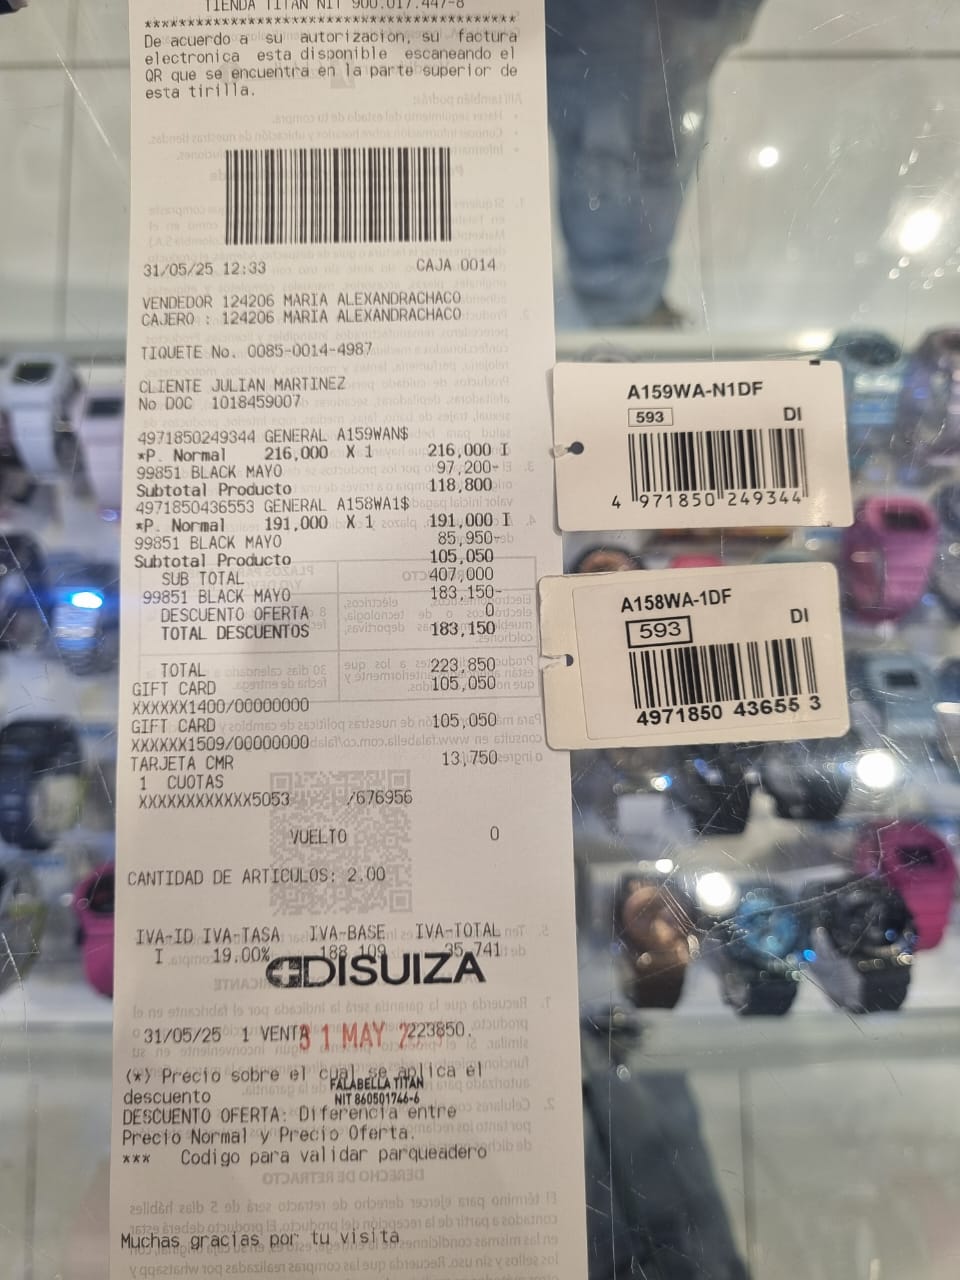 TIENDA TITAN NIT 900.017.447-8
****************************************
De acuerdo a su autorizacion, su factura
electronica esta disponible escaneando el
QR que se encuentra en la parte superior de
esta tirilla.
31/05/25 12:33 CAJA 0014
VENDEDOR 124206 MARIA ALEXANDRACHACO
CAJERO : 124206 MARIA ALEXANDRACHACO
TIQUETE No. 0085-0014-4987
CLIENTE JULIAN MARTINEZ
No DOC 1018459007
4971850249344 GENERAL A159WAN$
*P. Normal 216,000 X 1 216,000 I
99851 BLACK MAYO 97,200-
Subtotal Producto 118,800
4971850436553 GENERAL A158WA1$
*P. Normal 191,000 X 1 191,000 I
99851 BLACK MAYO 85,950-
Subtotal Producto 105,050
SUB TOTAL 407,000
99851 BLACK MAYO 183,150-
DESCUENTO OFERTA 0
TOTAL DESCUENTOS 183,150
TOTAL 223,850
GIFT CARD 105,050
XXXXXX1400/00000000
GIFT CARD 105,050
XXXXXX1509/00000000
TARJETA CMR 13,750
1 CUOTAS
XXXXXXXXXXXX5053 /676956
VUELTO 0
CANTIDAD DE ARTICULOS: 2.00
IVA-ID IVA-TASA IVA-BASE IVA-TOTAL
I 19.00% 188,109 35,741
DISUIZA
31/05/25 1 VENTA 223850.
31 MAY
(*) Precio sobre el cual se aplica el
descuento
FALABELLA TITAN
NIT 860501746-6
DESCUENTO OFERTA: Diferencia entre
Precio Normal y Precio Oferta.
*** Codigo para validar parqueadero
Muchas gracias por tu visita
A159WA-N1DF
593 DI
4 971850 249344
A158WA-1DF
593 DI
4971850 43655 3